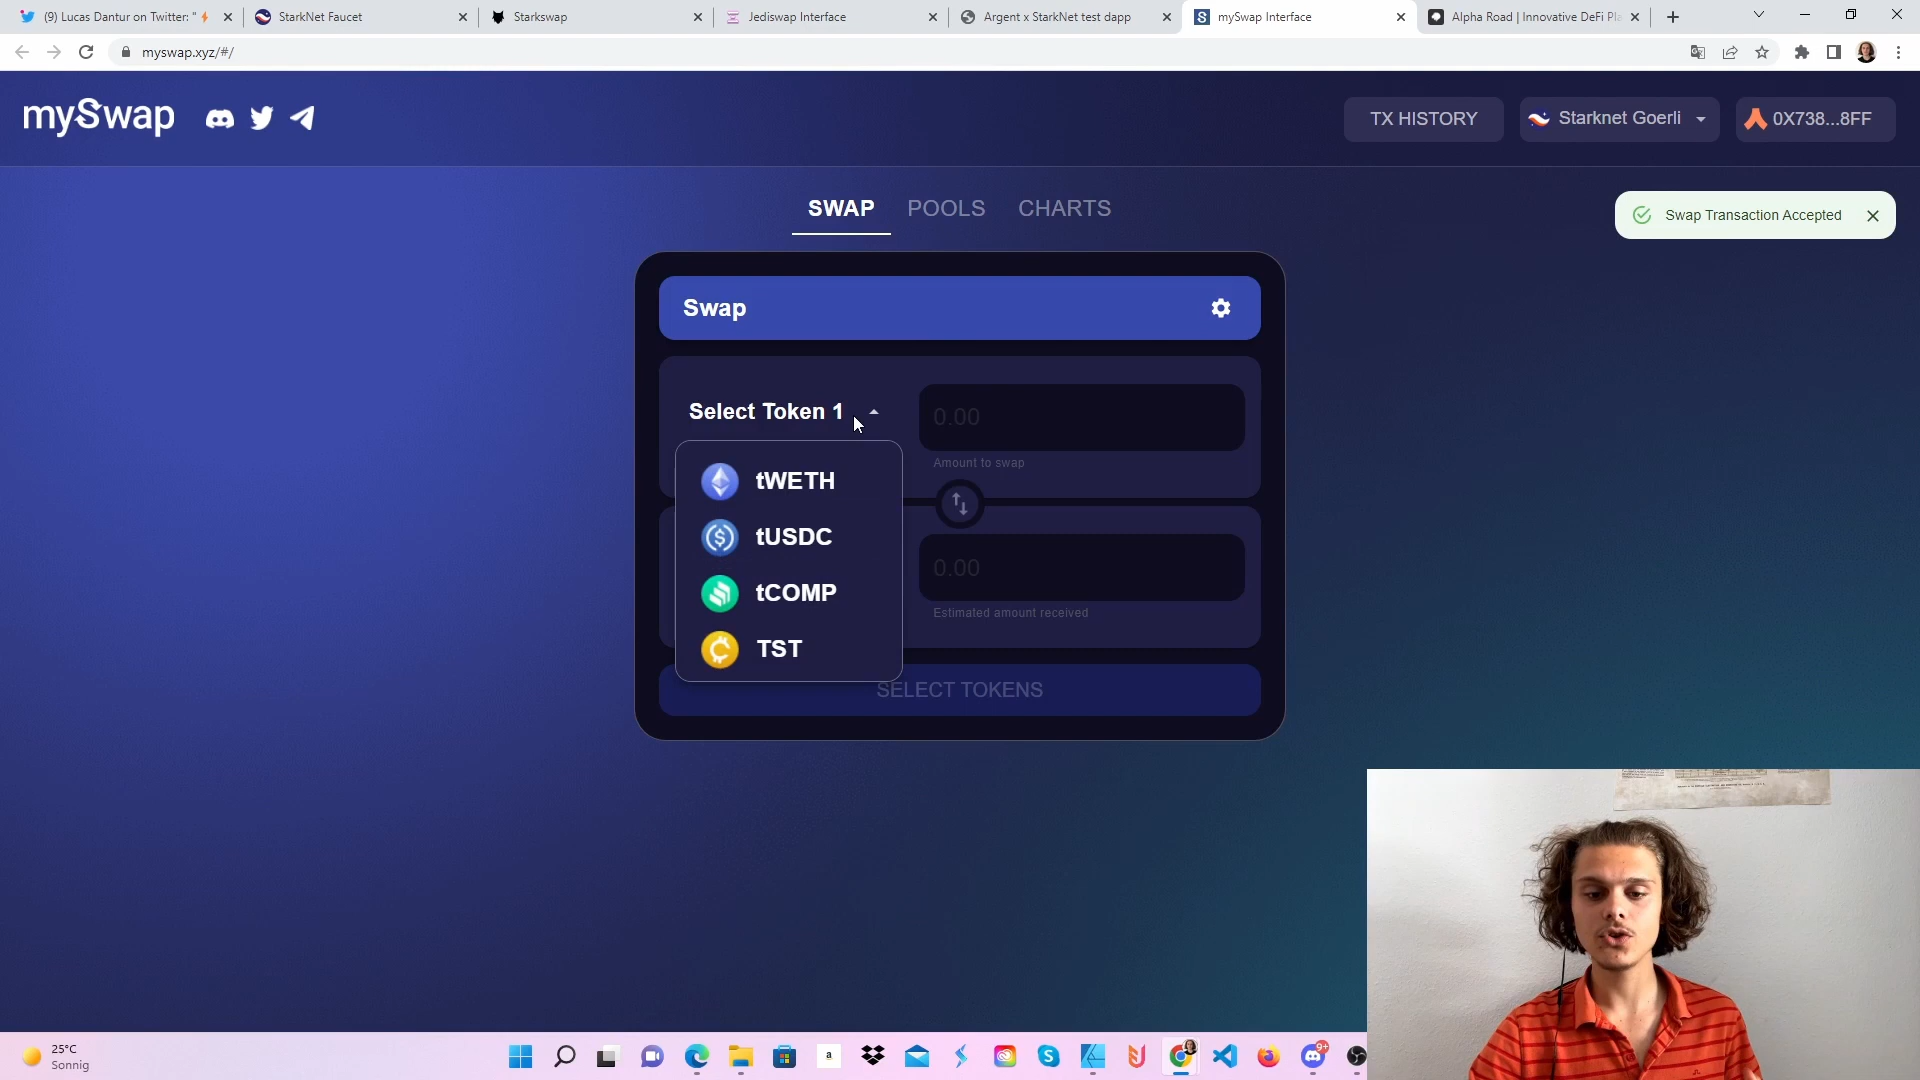 (9) Lucas Dantur on Twitter: "⚡
StarkNet Faucet
Starkswap
Jediswap Interface
Argent x StarkNet test dapp
mySwap Interface
Alpha Road | Innovative DeFi Pl
myswap.xyz/#/
mySwap
TX HISTORY
Starknet Goerli
0X738...8FF
SWAP
POOLS
CHARTS
Swap Transaction Accepted
Swap
Select Token 1
0.00
Amount to swap
tWETH
tUSDC
tCOMP
TST
0.00
Estimated amount received
SELECT TOKENS
25°C
Sonnig
9+